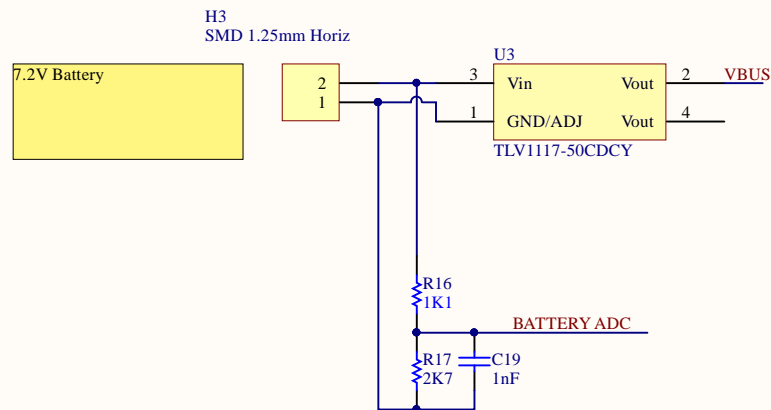 H3
SMD 1.25mm Horiz
7.2V Battery
2
1
U3
3
Vin
Vout
2
VBUS
1
GND/ADJ
Vout
4
TLV1117-50CDCY
R16
1K1
BATTERY ADC
R17
2K7
C19
1nF